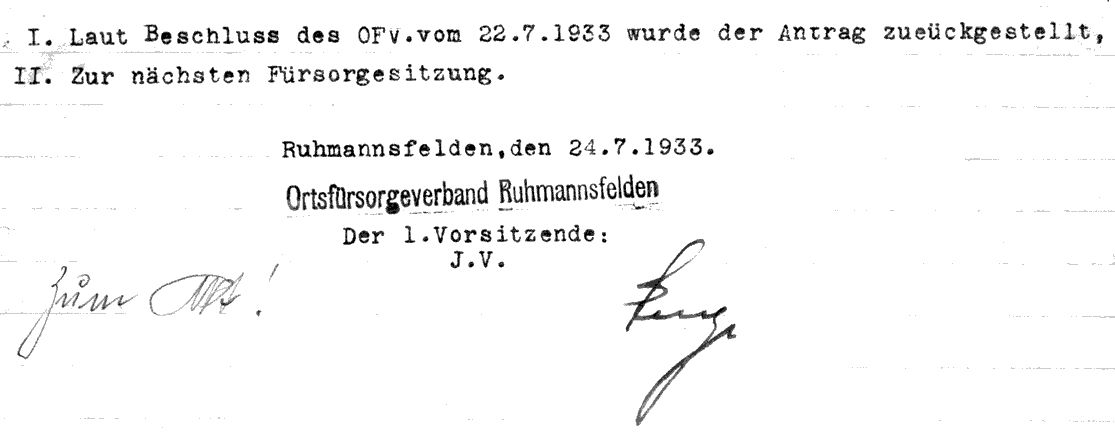 I. Laut Beschluss des OFV.vom 22.7.1933 wurde der Antrag zueückgestellt,
II. Zur nächsten Fürsorgesitzung.
Ruhmannsfelden,den 24.7.1933.
Ortsfürsorgeverband Ruhmannsfelden
Der 1.Vorsitzende:
J.V.
Zum Akt!